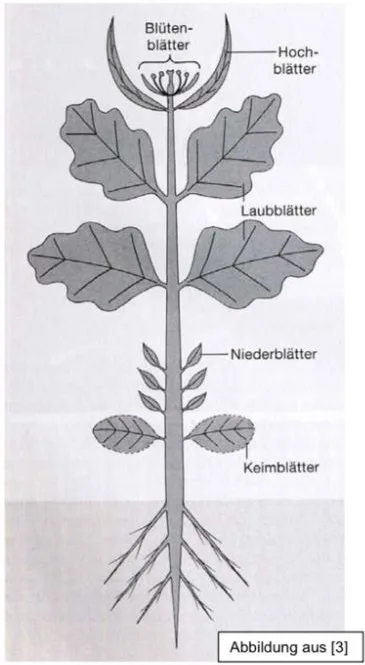 Blüten-
blätter
Hoch-
blätter
Laubblätter
Niederblätter
Keimblätter
Abbildung aus [3]